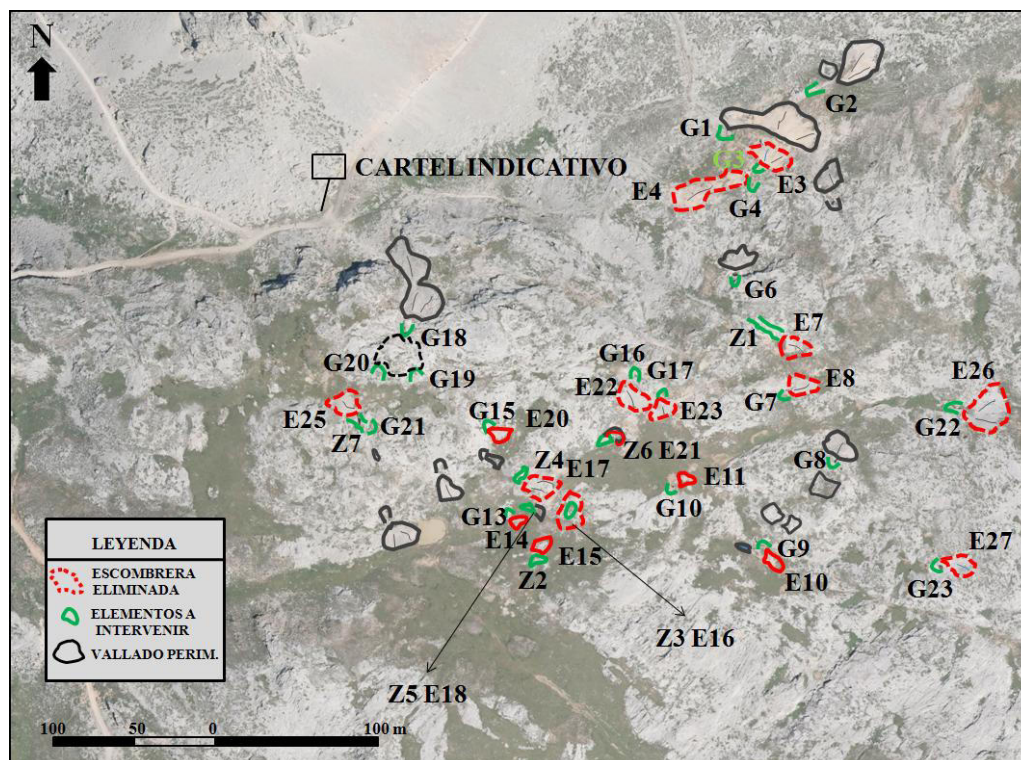 N
G2
G1
CARTEL INDICATIVO
G3
E3
E4
G4
G6
Z1
E7
G18
G20
G19
G16
G17
E22
E23
G7
E8
E26
G22
E25
Z7
G21
G15
E20
Z6 E21
G8
Z4
E17
E11
G10
G13
E14
E15
Z2
G9
E10
E27
G23
Z3 E16
Z5 E18
LEYENDA
ESCOMBRERA
ELIMINADA
ELEMENTOS A
INTERVENIR
VALLADO PERIM.
100 50 0 100 m